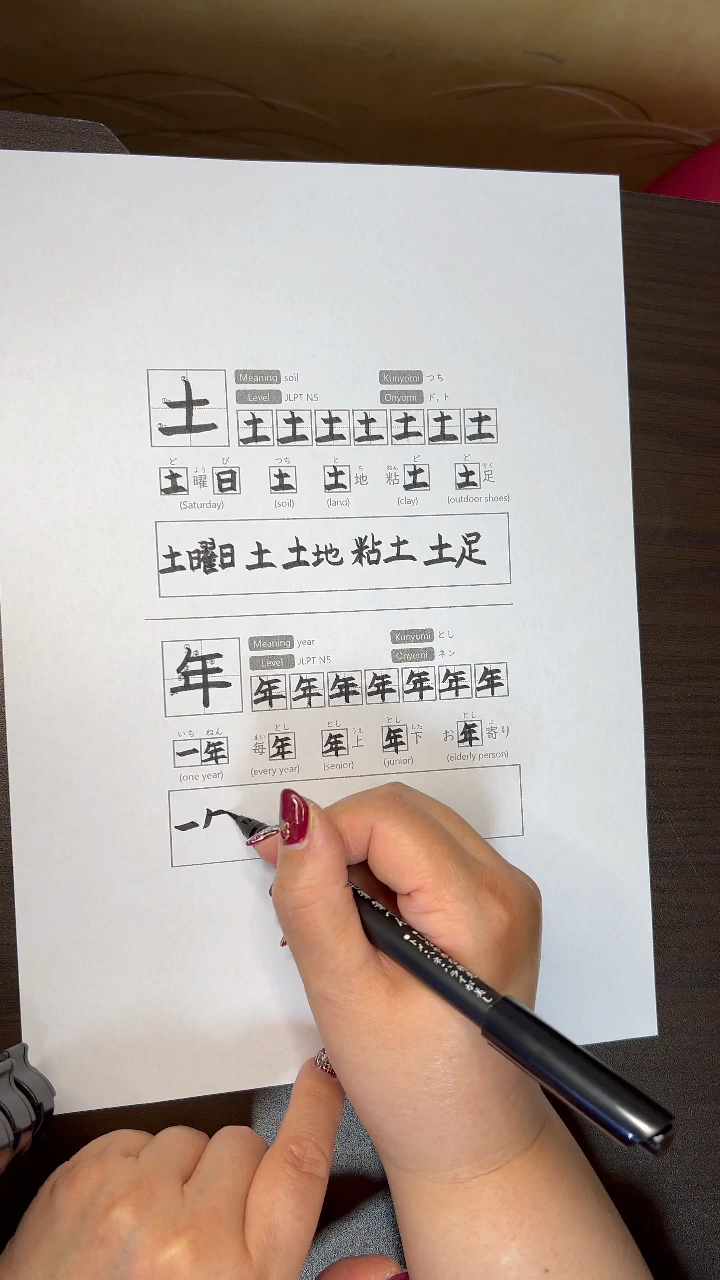 土 Meaning soil Kunyomi つち
Level JLPT N5 Onyomi ド, ト
土 土 土 土 土 土 土
ど よう び つち と ち ねん ど ど そく
土曜日 土 土地 粘土 土足
(Saturday) (soil) (land) (clay) (outdoor shoes)
土曜日 土 土地 粘土 土足
年 Meaning year Kunyomi とし
Level JLPT N5 Onyomi ネン
年 年 年 年 年 年 年
いち ねん まい とし とし うえ とし した とし
一年 毎年 年上 年下 お年寄り
(one year) (every year) (senior) (junior) (elderly person)
一